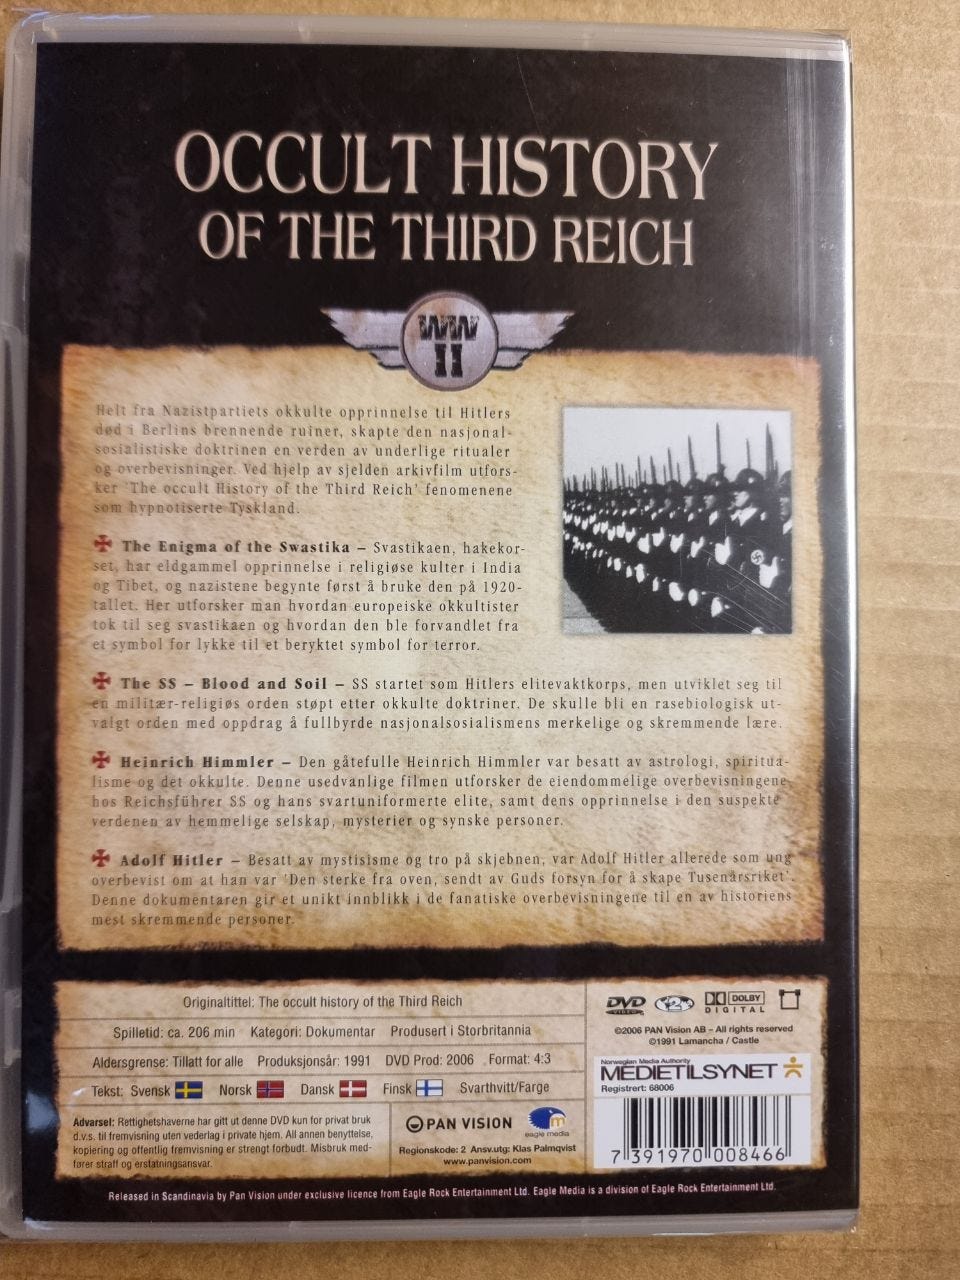 OCCULT HISTORY
OF THE THIRD REICH
WW
II
Helt fra Nazistpartiets okkulte opprinnelse til Hitlers
død i Berlins brennende ruiner, skapte den nasjonal-
sosialistiske doktrinen en verden av underlige ritualer
og overbevisninger. Ved hjelp av sjelden arkivfilm utfors-
ker 'The occult History of the Third Reich' fenomenene
som hypnotiserte Tyskland.
The Enigma of the Swastika – Svastikaen, hakekor-
set, har eldgammel opprinnelse i religiøse kulter i India
og Tibet, og nazistene begynte først å bruke den på 1920-
tallet. Her utforsker man hvordan europeiske okkultister
tok til seg svastikaen og hvordan den ble forvandlet fra
et symbol for lykke til et beryktet symbol for terror.
The SS – Blood and Soil – SS startet som Hitlers elitevaktkorps, men utviklet seg til
en militær-religiøs orden støpt etter okkulte doktriner. De skulle bli en rasebiologisk ut-
valgt orden med oppdrag å fullbyrde nasjonalsosialismens merkelige og skremmende lære.
Heinrich Himmler – Den gåtefulle Heinrich Himmler var besatt av astrologi, spiritua-
lisme og det okkulte. Denne usedvanlige filmen utforsker de eiendommelige overbevisningene
hos Reichsführer SS og hans svartuniformerte elite, samt dens opprinnelse i den suspekte
verdenen av hemmelige selskap, mysterier og synske personer.
Adolf Hitler – Besatt av mystisisme og tro på skjebnen, var Adolf Hitler allerede som ung
overbevist om at han var 'Den sterke fra oven, sendt av Guds forsyn for å skape Tusenårsriket'.
Denne dokumentaren gir et unikt innblikk i de fanatiske overbevisningene til en av historiens
mest skremmende personer.
Originaltittel: The occult history of the Third Reich
Spilletid: ca. 206 min Kategori: Dokumentar Produsert i Storbritannia
Aldersgrense: Tillatt for alle Produksjonsår: 1991 DVD Prod: 2006 Format: 4:3
Tekst: Svensk Norsk Dansk Finsk Svarthvitt/Farge
Advarsel: Rettighetshaverne har gitt ut denne DVD kun for privat bruk
d.v.s. til fremvisning uten vederlag i private hjem. All annen benyttelse,
kopiering og offentlig fremvisning er strengt forbudt. Misbruk med-
fører straff og erstatningsansvar.
PAN VISION
eagle media
Regionskode: 2 Ansv.utg: Klas Palmqvist
www.panvision.com
DVD
VIDEO
2
DOLBY
DIGITAL
©2006 PAN Vision AB – All rights reserved
©1991 Lamancha / Castle
Norwegian Media Authority
MEDIETILSYNET
Registrert: 68006
7 391970 008466
Released in Scandinavia by Pan Vision under exclusive licence from Eagle Rock Entertainment Ltd. Eagle Media is a division of Eagle Rock Entertainment Ltd.